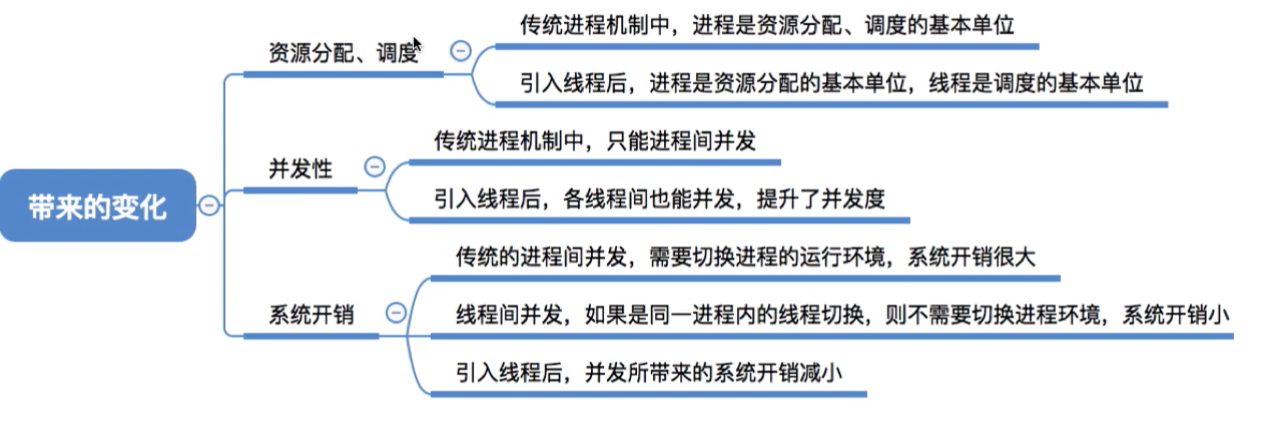 带来的变化
资源分配、调度
传统进程机制中，进程是资源分配、调度的基本单位
引入线程后，进程是资源分配的基本单位，线程是调度的基本单位
并发性
传统进程机制中，只能进程间并发
引入线程后，各线程间也能并发，提升了并发度
系统开销
传统的进程间并发，需要切换进程的运行环境，系统开销很大
线程间并发，如果是同一进程内的线程切换，则不需要切换进程环境，系统开销小
引入线程后，并发所带来的系统开销减小